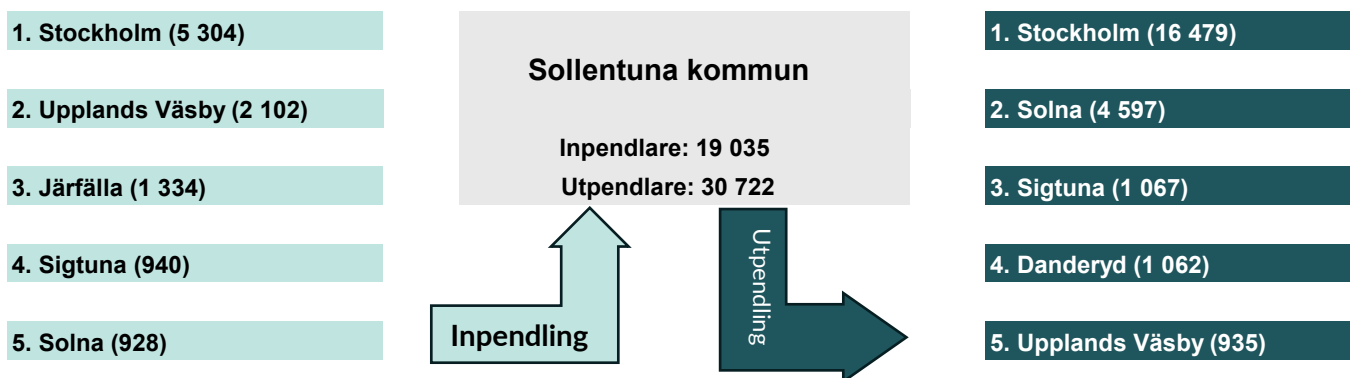 1. Stockholm (5 304)
2. Upplands Väsby (2 102)
3. Järfälla (1 334)
4. Sigtuna (940)
5. Solna (928)
Sollentuna kommun
Inpendlare: 19 035
Utpendlare: 30 722
Inpendling
Utpendling
1. Stockholm (16 479)
2. Solna (4 597)
3. Sigtuna (1 067)
4. Danderyd (1 062)
5. Upplands Väsby (935)